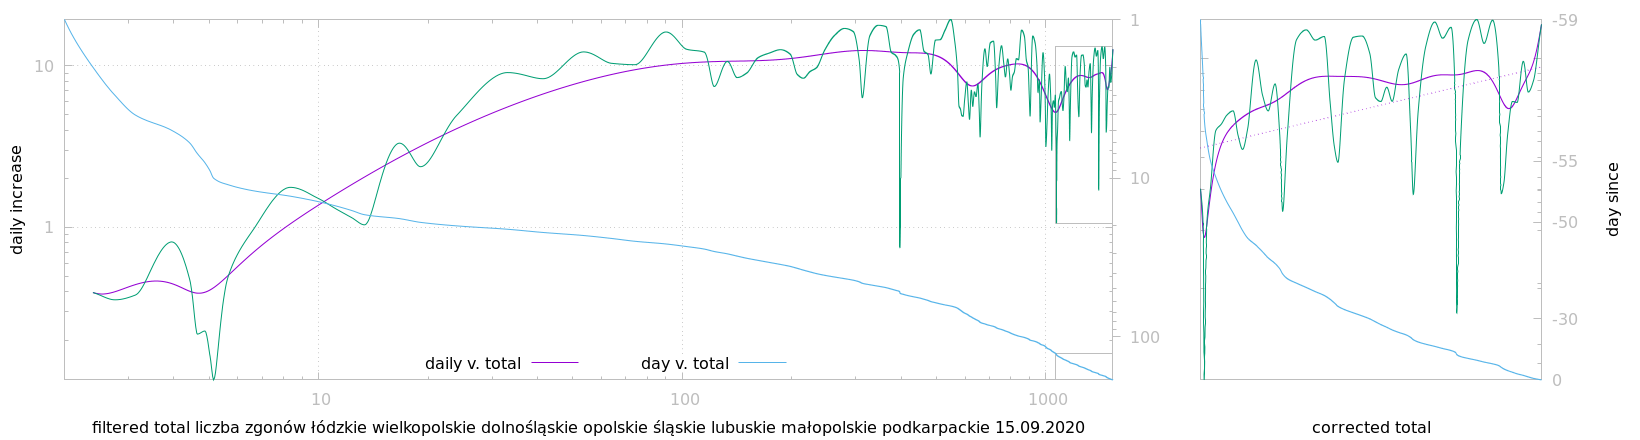 1
-59
10
daily increase
-55
10
day since
-50
1
-30
100
daily v. total
day v. total
0
10
100
1000
filtered total liczba zgonów łódzkie wielkopolskie dolnośląskie opolskie śląskie lubuskie małopolskie podkarpackie 15.09.2020
corrected total